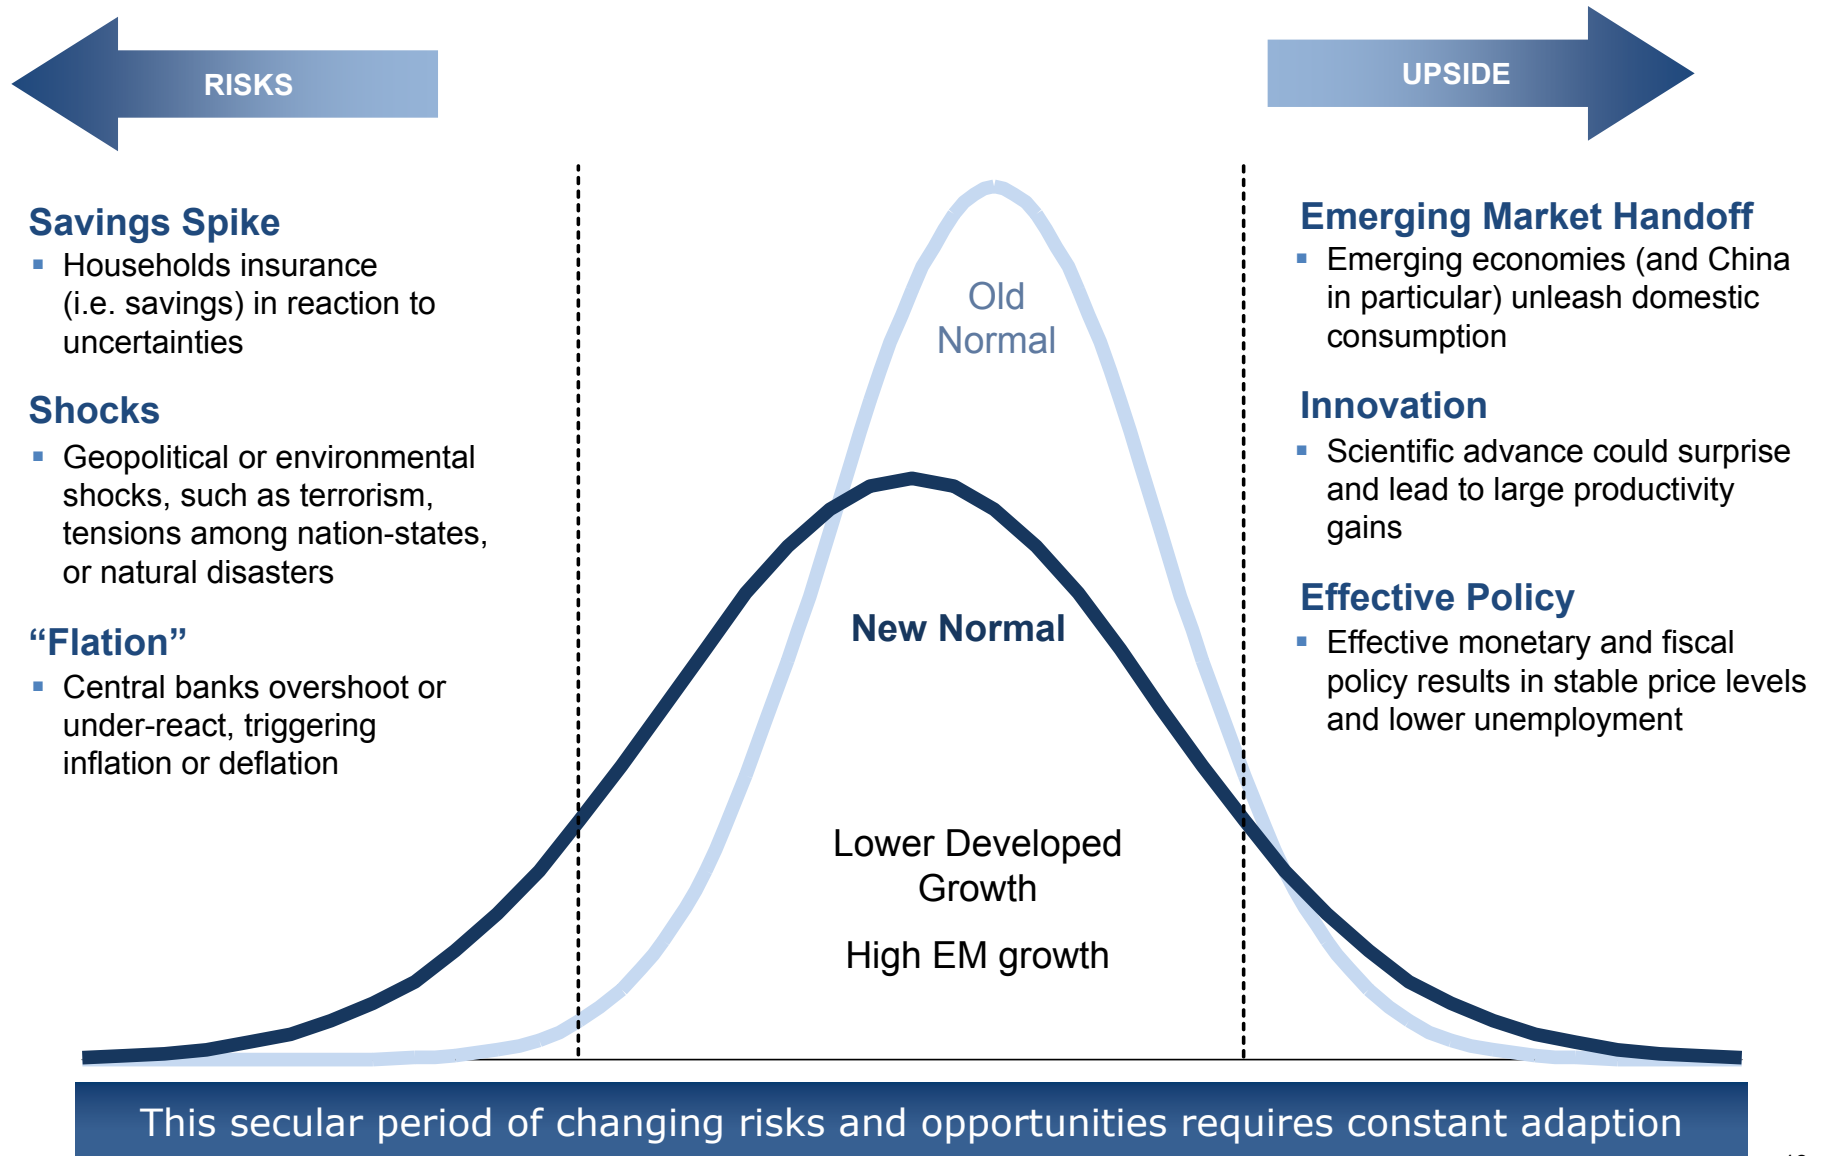 RISKS
UPSIDE
Savings Spike
▪ Households insurance
(i.e. savings) in reaction to
uncertainties
Shocks
▪ Geopolitical or environmental
shocks, such as terrorism,
tensions among nation-states,
or natural disasters
“Flation”
▪ Central banks overshoot or
under-react, triggering
inflation or deflation
Old
Normal
New Normal
Lower Developed
Growth
High EM growth
Emerging Market Handoff
▪ Emerging economies (and China
in particular) unleash domestic
consumption
Innovation
▪ Scientific advance could surprise
and lead to large productivity
gains
Effective Policy
▪ Effective monetary and fiscal
policy results in stable price levels
and lower unemployment
This secular period of changing risks and opportunities requires constant adaption